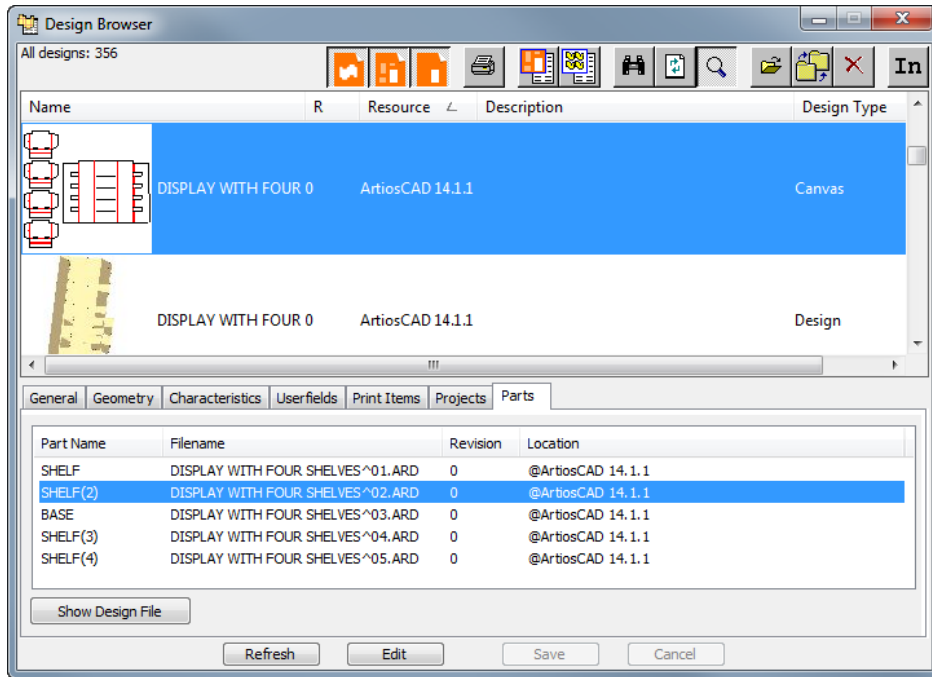 Design Browser
All designs: 356
In
Name R Resource Description Design Type
DISPLAY WITH FOUR 0 ArtiosCAD 14.1.1 Canvas
DISPLAY WITH FOUR 0 ArtiosCAD 14.1.1 Design
General Geometry Characteristics Userfields Print Items Projects Parts
Part Name Filename Revision Location
SHELF DISPLAY WITH FOUR SHELVES^01.ARD 0 @ArtiosCAD 14.1.1
SHELF(2) DISPLAY WITH FOUR SHELVES^02.ARD 0 @ArtiosCAD 14.1.1
BASE DISPLAY WITH FOUR SHELVES^03.ARD 0 @ArtiosCAD 14.1.1
SHELF(3) DISPLAY WITH FOUR SHELVES^04.ARD 0 @ArtiosCAD 14.1.1
SHELF(4) DISPLAY WITH FOUR SHELVES^05.ARD 0 @ArtiosCAD 14.1.1
Show Design File
Refresh Edit Save Cancel